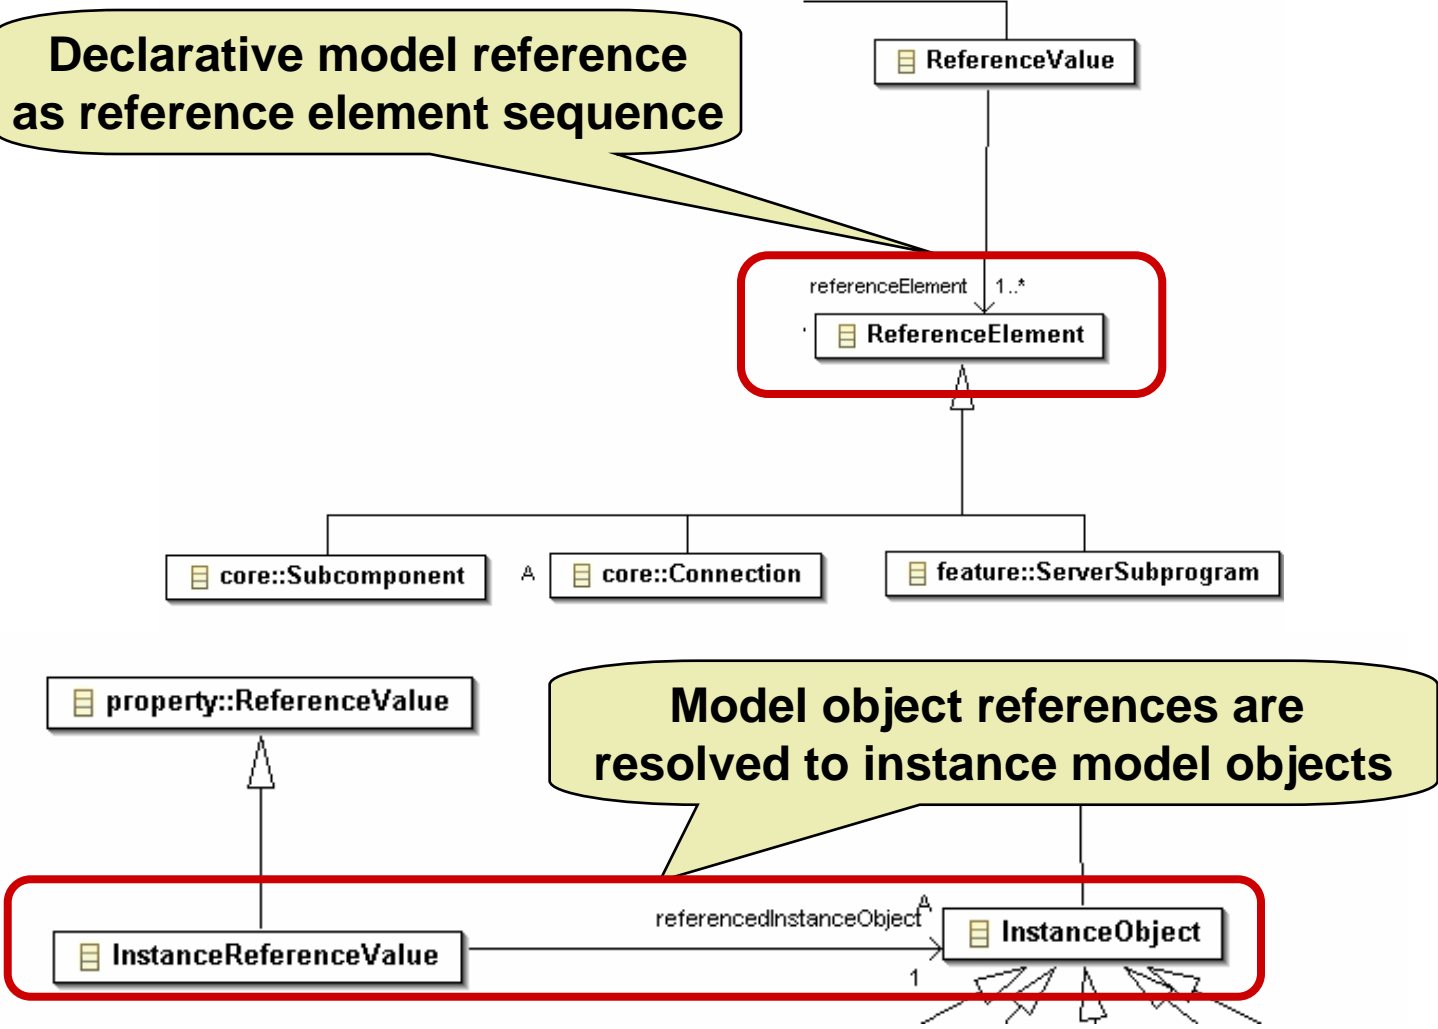 Declarative model reference
as reference element sequence
ReferenceValue
referenceElement 1..*
ReferenceElement
core::Subcomponent
A
core::Connection
feature::ServerSubprogram
property::ReferenceValue
Model object references are
resolved to instance model objects
referencedInstanceObject
A
InstanceObject
InstanceReferenceValue
1